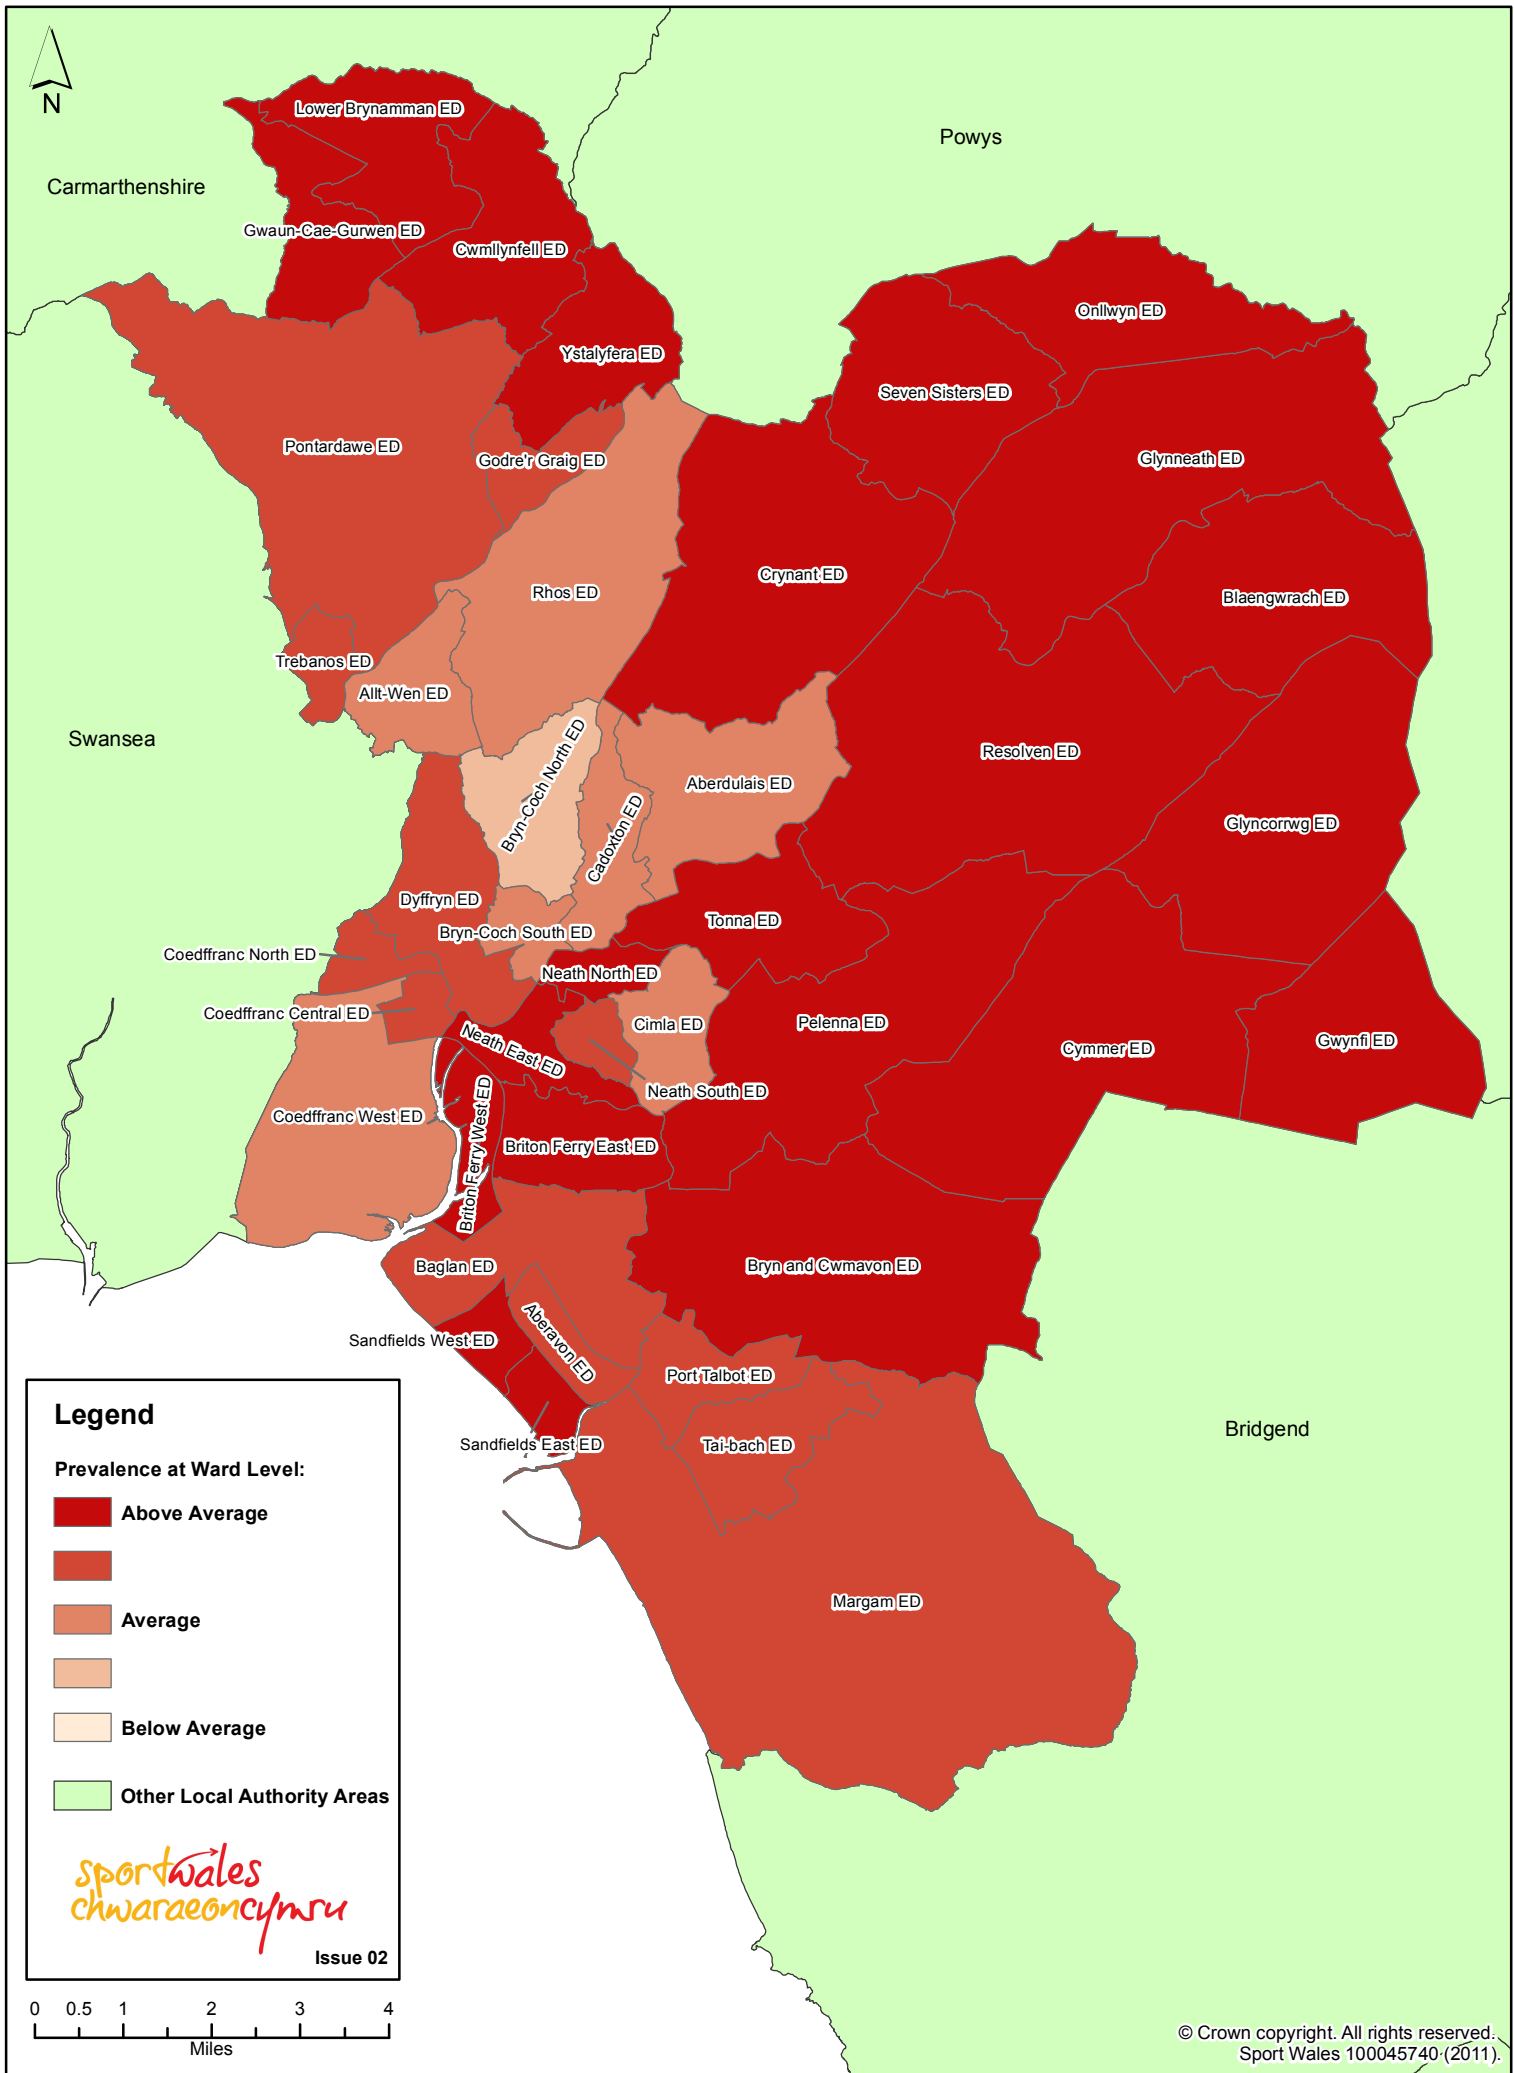 N
Lower Brynamman ED
Powys
Carmarthenshire
Gwaun-Cae-Gurwen ED
Cwmllynfell ED
Onllwyn ED
Ystalyfera ED
Seven Sisters ED
Pontardawe ED
Godre'r Graig ED
Glynneath ED
Crynant ED
Rhos ED
Blaengwrach ED
Trebanos ED
Allt-Wen ED
Swansea
Bryn-Coch North ED
Resolven ED
Aberdulais ED
Cadoxton ED
Glyncorrwg ED
Dyffryn ED
Tonna ED
Bryn-Coch South ED
Coedffranc North ED
Neath North ED
Coedffranc Central ED
Cimla ED
Pelenna ED
Neath East ED
Gwynfi ED
Cymmer ED
Neath South ED
Coedffranc West ED
Briton Ferry West ED
Briton Ferry East ED
Baglan ED
Bryn and Cwmavon ED
Sandfields West ED
Aberavon ED
Port Talbot ED
Bridgend
Sandfields East ED
Tai-bach ED
Margam ED
Legend
Prevalence at Ward Level:
Above Average
Average
Below Average
Other Local Authority Areas
sportwales
chwaraeoncymru
Issue 02
0 0.5 1 2 3 4
Miles
© Crown copyright. All rights reserved.
Sport Wales 100045740 (2011).